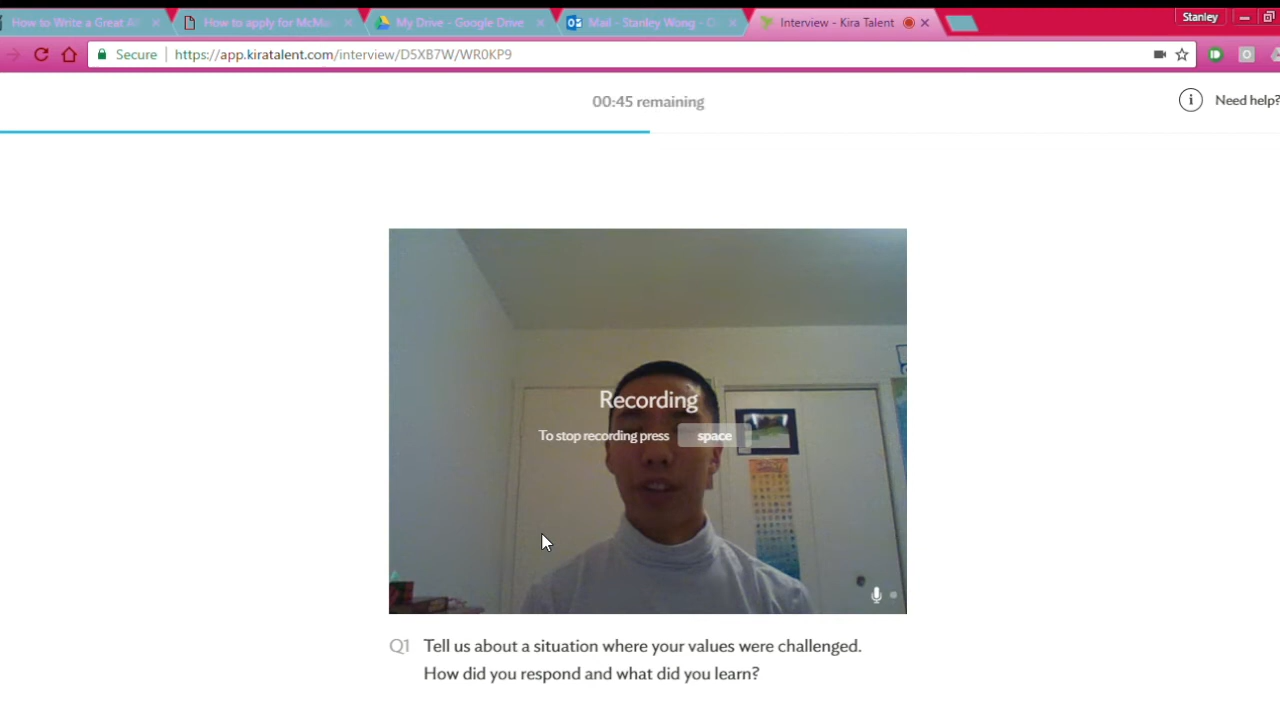 How to Write a Great A
How to apply for McMa
My Drive - Google Drive
Mail - Stanley Wong - O
Interview - Kira Talent
Stanley
Secure
https://app.kiratalent.com/interview/D5XB7W/WR0KP9
00:45 remaining
Need help?
Recording
To stop recording press space
Q1 Tell us about a situation where your values were challenged.
How did you respond and what did you learn?